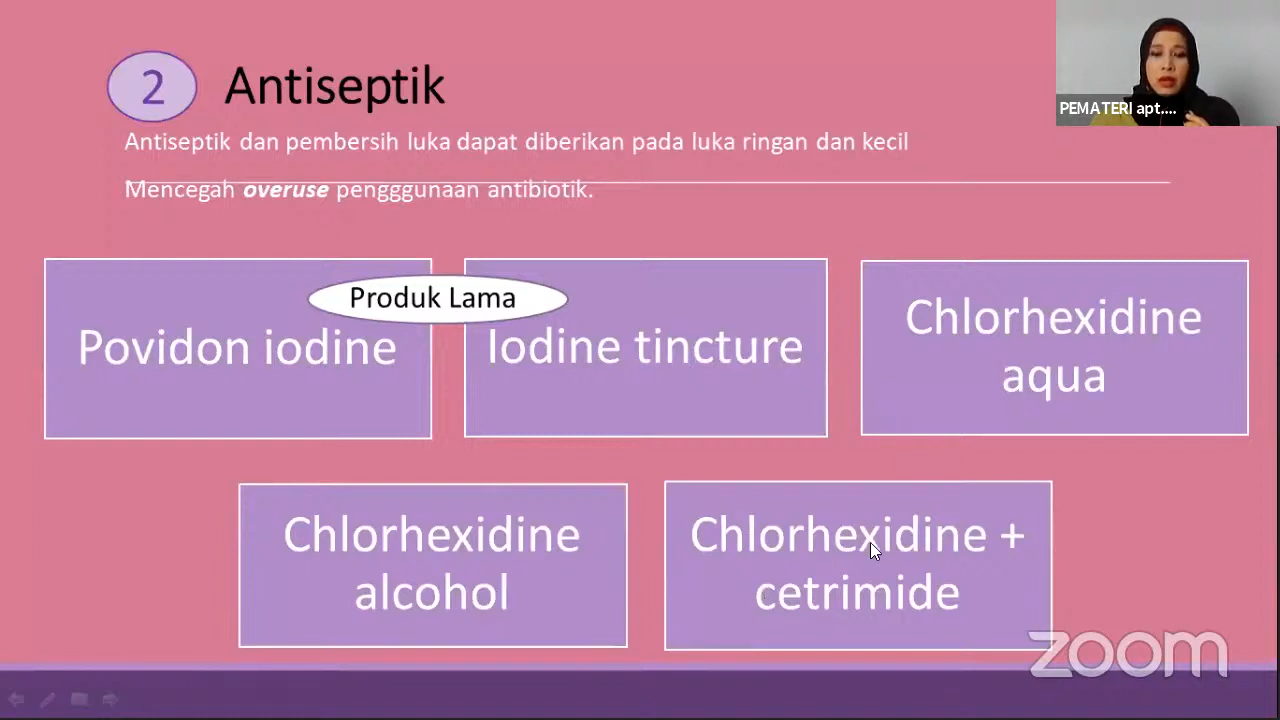 2 Antiseptik
PEMATERI apt....
Antiseptik dan pembersih luka dapat diberikan pada luka ringan dan kecil
Mencegah overuse pengggunaan antibiotik.
Produk Lama
Povidon iodine
Iodine tincture
Chlorhexidine
aqua
Chlorhexidine
alcohol
Chlorhexidine +
cetrimide
zoom